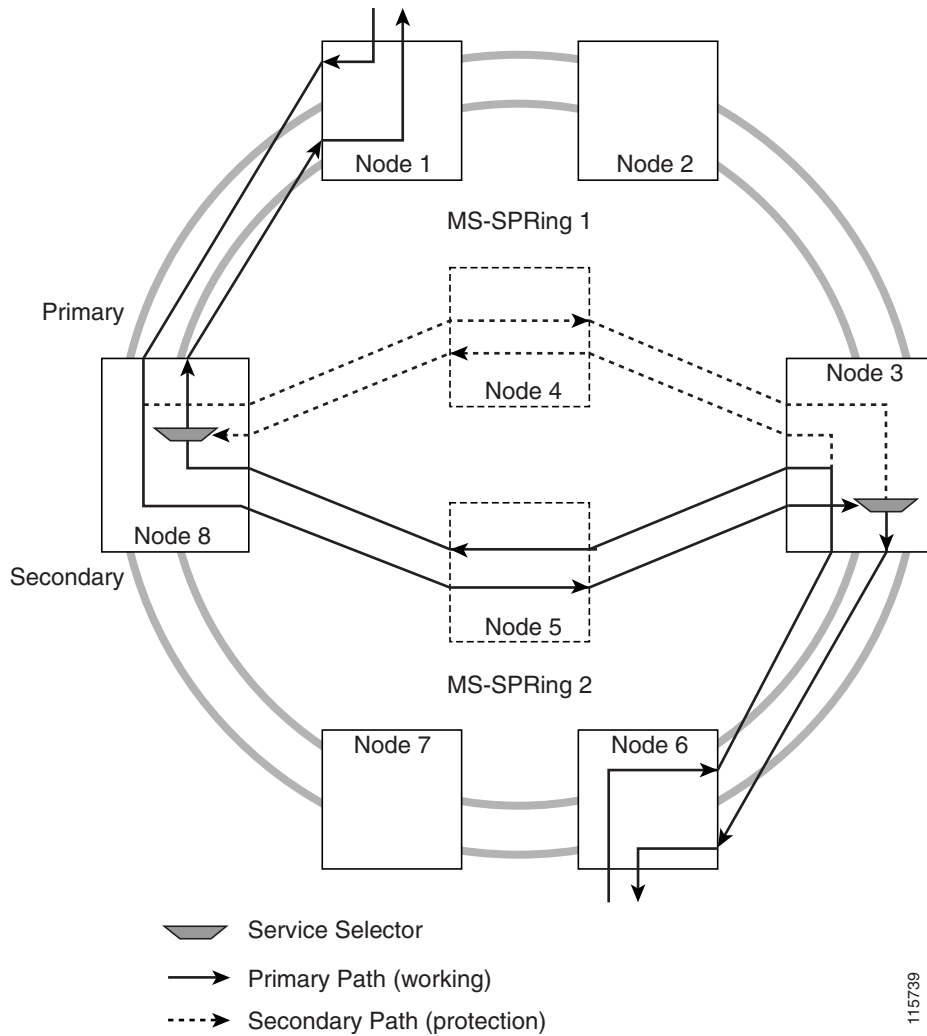 Node 1
Node 2
MS-SPRing 1
Primary
Node 4
Node 3
Node 8
Secondary
Node 5
MS-SPRing 2
Node 7
Node 6
Service Selector
Primary Path (working)
Secondary Path (protection)
115739